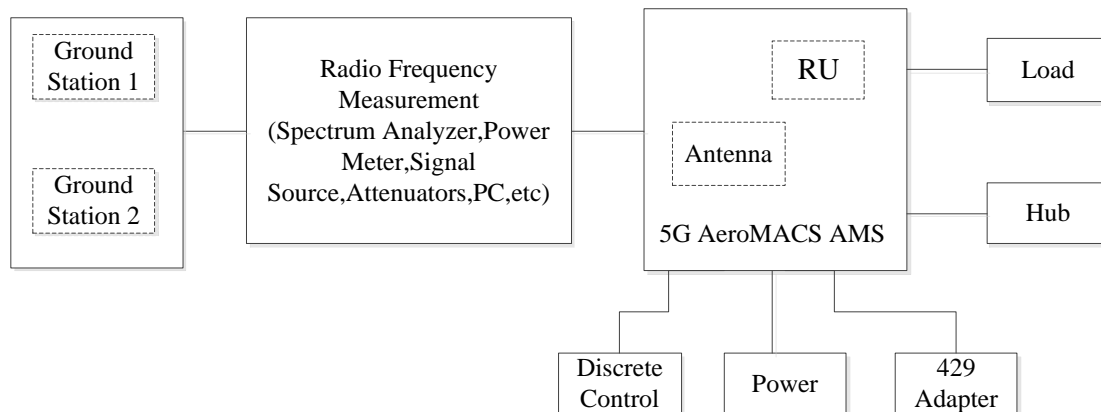 Ground
Station 1
Ground
Station 2
Radio Frequency
Measurement
(Spectrum Analyzer,Power
Meter,Signal
Source,Attenuators,PC,etc)
RU
Antenna
5G AeroMACS AMS
Load
Hub
Discrete
Control
Power
429
Adapter